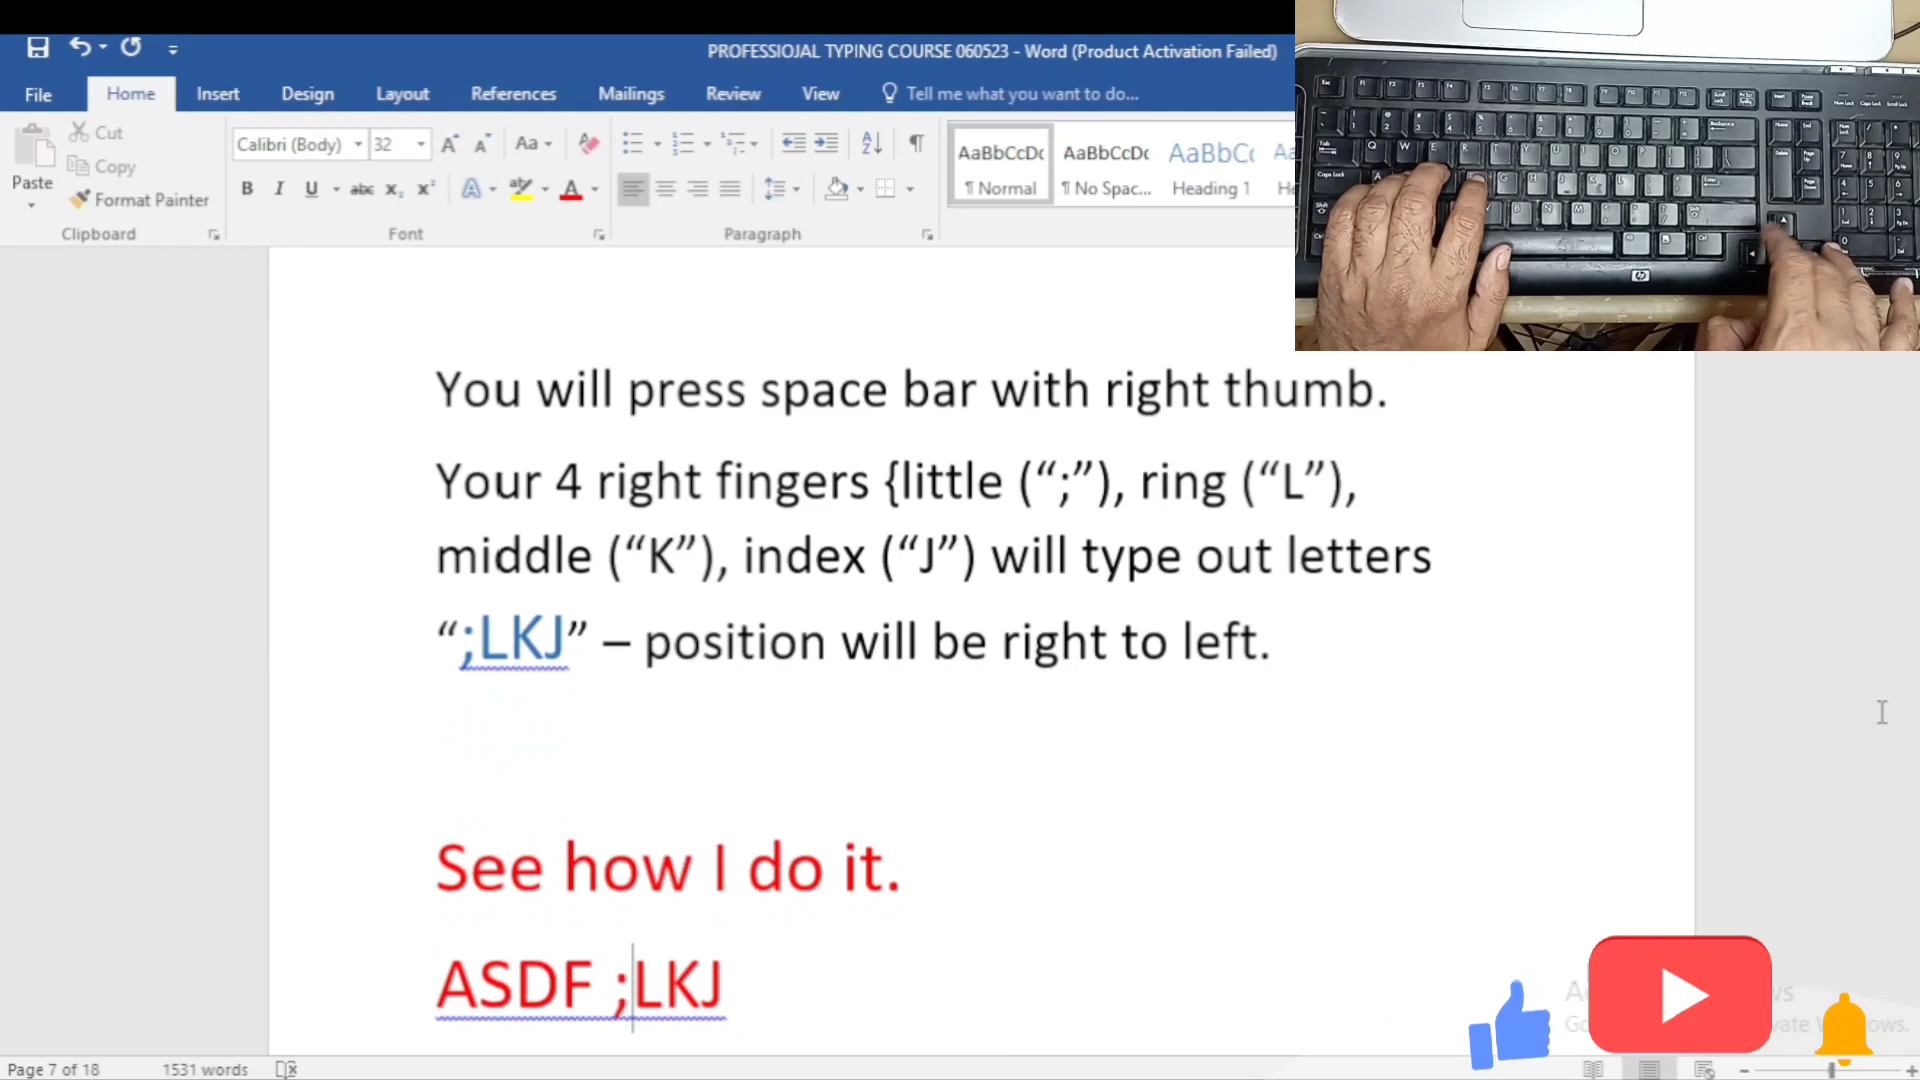 PROFESSIOJAL TYPING COURSE 060523 - Word (Product Activation Failed)
File Home Insert Design Layout References Mailings Review View Tell me what you want to do...
Paste
Cut
Copy
Format Painter
Calibri (Body) 32
AaBbCcDc AaBbCcDc AaBbCc
¶ Normal ¶ No Spac... Heading 1
Clipboard Font Paragraph
You will press space bar with right thumb.
Your 4 right fingers {little (“;”), ring (“L”),
middle (“K”), index (“J”) will type out letters
“;LKJ” – position will be right to left.
See how I do it.
ASDF ;LKJ
Page 7 of 18 1531 words